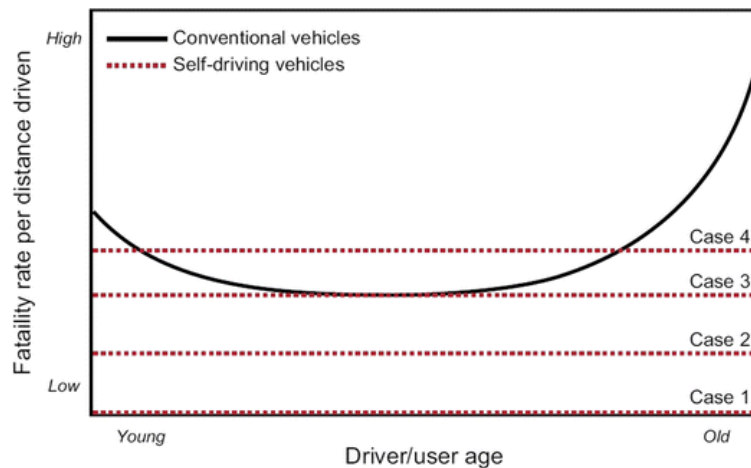 High
Conventional vehicles
Self-driving vehicles
Fataility rate per distance driven
Case 4
Case 3
Case 2
Low
Case 1
Young
Old
Driver/user age